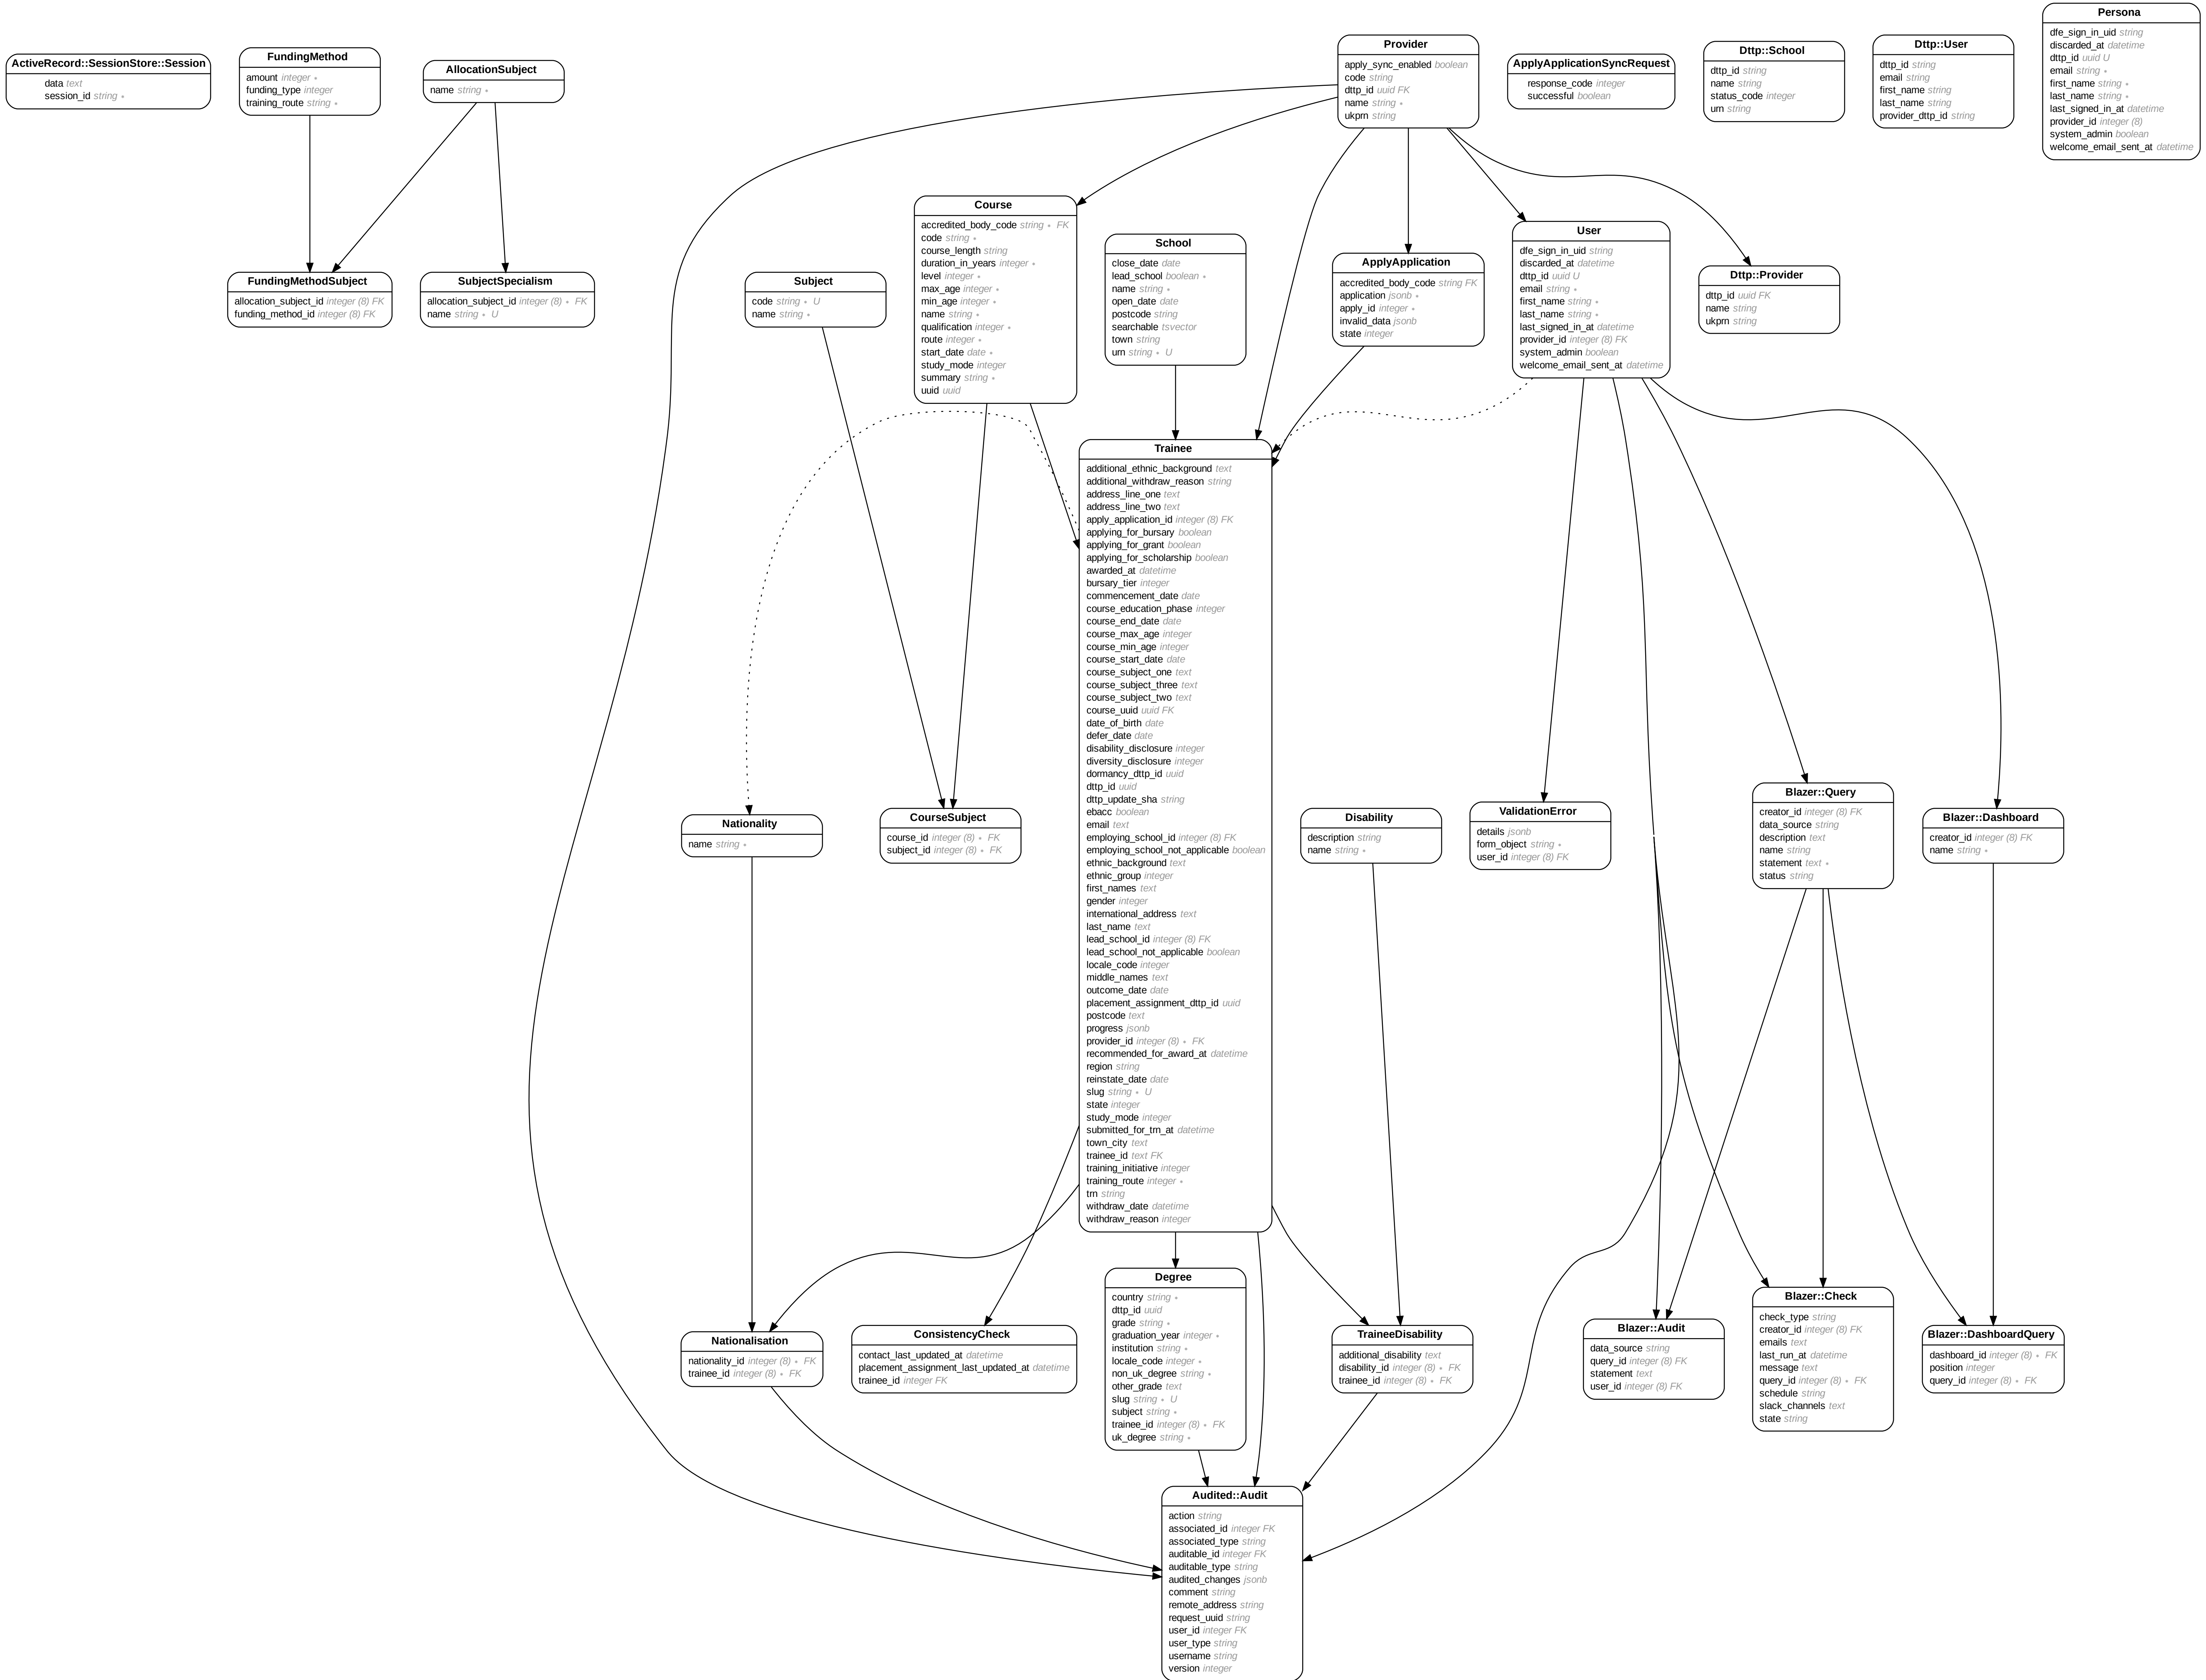 ActiveRecord::SessionStore::Session
data text
session_id string ∗
FundingMethod
amount integer ∗
funding_type integer
training_route string ∗
AllocationSubject
name string ∗
Provider
apply_sync_enabled boolean
code string
dttp_id uuid FK
name string ∗
ukprn string
ApplyApplicationSyncRequest
response_code integer
successful boolean
Dttp::School
dttp_id string
name string
status_code integer
urn string
Dttp::User
dttp_id string
email string
first_name string
last_name string
provider_dttp_id string
Persona
dfe_sign_in_uid string
discarded_at datetime
dttp_id uuid U
email string ∗
first_name string ∗
last_name string ∗
last_signed_in_at datetime
provider_id integer (8)
system_admin boolean
welcome_email_sent_at datetime
FundingMethodSubject
allocation_subject_id integer (8) FK
funding_method_id integer (8) FK
SubjectSpecialism
allocation_subject_id integer (8) ∗ FK
name string ∗ U
Subject
code string ∗ U
name string ∗
Course
accredited_body_code string ∗ FK
code string ∗
course_length string
duration_in_years integer ∗
level integer ∗
max_age integer ∗
min_age integer ∗
name string ∗
qualification integer ∗
route integer ∗
start_date date ∗
study_mode integer
summary string ∗
uuid uuid
School
close_date date
lead_school boolean ∗
name string ∗
open_date date
postcode string
searchable tsvector
town string
urn string ∗ U
ApplyApplication
accredited_body_code string FK
application jsonb ∗
apply_id integer ∗
invalid_data jsonb
state integer
User
dfe_sign_in_uid string
discarded_at datetime
dttp_id uuid U
email string ∗
first_name string ∗
last_name string ∗
last_signed_in_at datetime
provider_id integer (8) FK
system_admin boolean
welcome_email_sent_at datetime
Dttp::Provider
dttp_id uuid FK
name string
ukprn string
Trainee
additional_ethnic_background text
additional_withdraw_reason string
address_line_one text
address_line_two text
apply_application_id integer (8) FK
applying_for_bursary boolean
applying_for_grant boolean
applying_for_scholarship boolean
awarded_at datetime
bursary_tier integer
commencement_date date
course_education_phase integer
course_end_date date
course_max_age integer
course_min_age integer
course_start_date date
course_subject_one text
course_subject_three text
course_subject_two text
course_uuid uuid FK
date_of_birth date
defer_date date
disability_disclosure integer
diversity_disclosure integer
dormancy_dttp_id uuid
dttp_id uuid
dttp_update_sha string
ebacc boolean
email text
employing_school_id integer (8) FK
employing_school_not_applicable boolean
ethnic_background text
ethnic_group integer
first_names text
gender integer
international_address text
last_name text
lead_school_id integer (8) FK
lead_school_not_applicable boolean
locale_code integer
middle_names text
outcome_date date
placement_assignment_dttp_id uuid
postcode text
progress jsonb
provider_id integer (8) ∗ FK
recommended_for_award_at datetime
region string
reinstate_date date
slug string ∗ U
state integer
study_mode integer
submitted_for_trn_at datetime
town_city text
trainee_id text FK
training_initiative integer
training_route integer ∗
trn string
withdraw_date datetime
withdraw_reason integer
Nationality
name string ∗
CourseSubject
course_id integer (8) ∗ FK
subject_id integer (8) ∗ FK
Disability
description string
name string ∗
ValidationError
details jsonb
form_object string ∗
user_id integer (8) FK
Blazer::Query
creator_id integer (8) FK
data_source string
description text
name string
statement text ∗
status string
Blazer::Dashboard
creator_id integer (8) FK
name string ∗
Nationalisation
nationality_id integer (8) ∗ FK
trainee_id integer (8) ∗ FK
ConsistencyCheck
contact_last_updated_at datetime
placement_assignment_last_updated_at datetime
trainee_id integer FK
Degree
country string ∗
dttp_id uuid
grade string ∗
graduation_year integer ∗
institution string ∗
locale_code integer ∗
non_uk_degree string ∗
other_grade text
slug string ∗ U
subject string ∗
trainee_id integer (8) ∗ FK
uk_degree string ∗
TraineeDisability
additional_disability text
disability_id integer (8) ∗ FK
trainee_id integer (8) ∗ FK
Blazer::Audit
data_source string
query_id integer (8) FK
statement text
user_id integer (8) FK
Blazer::Check
check_type string
creator_id integer (8) FK
emails text
last_run_at datetime
message text
query_id integer (8) ∗ FK
schedule string
slack_channels text
state string
Blazer::DashboardQuery
dashboard_id integer (8) ∗ FK
position integer
query_id integer (8) ∗ FK
Audited::Audit
action string
associated_id integer FK
associated_type string
auditable_id integer FK
auditable_type string
audited_changes jsonb
comment string
remote_address string
request_uuid string
user_id integer FK
user_type string
username string
version integer